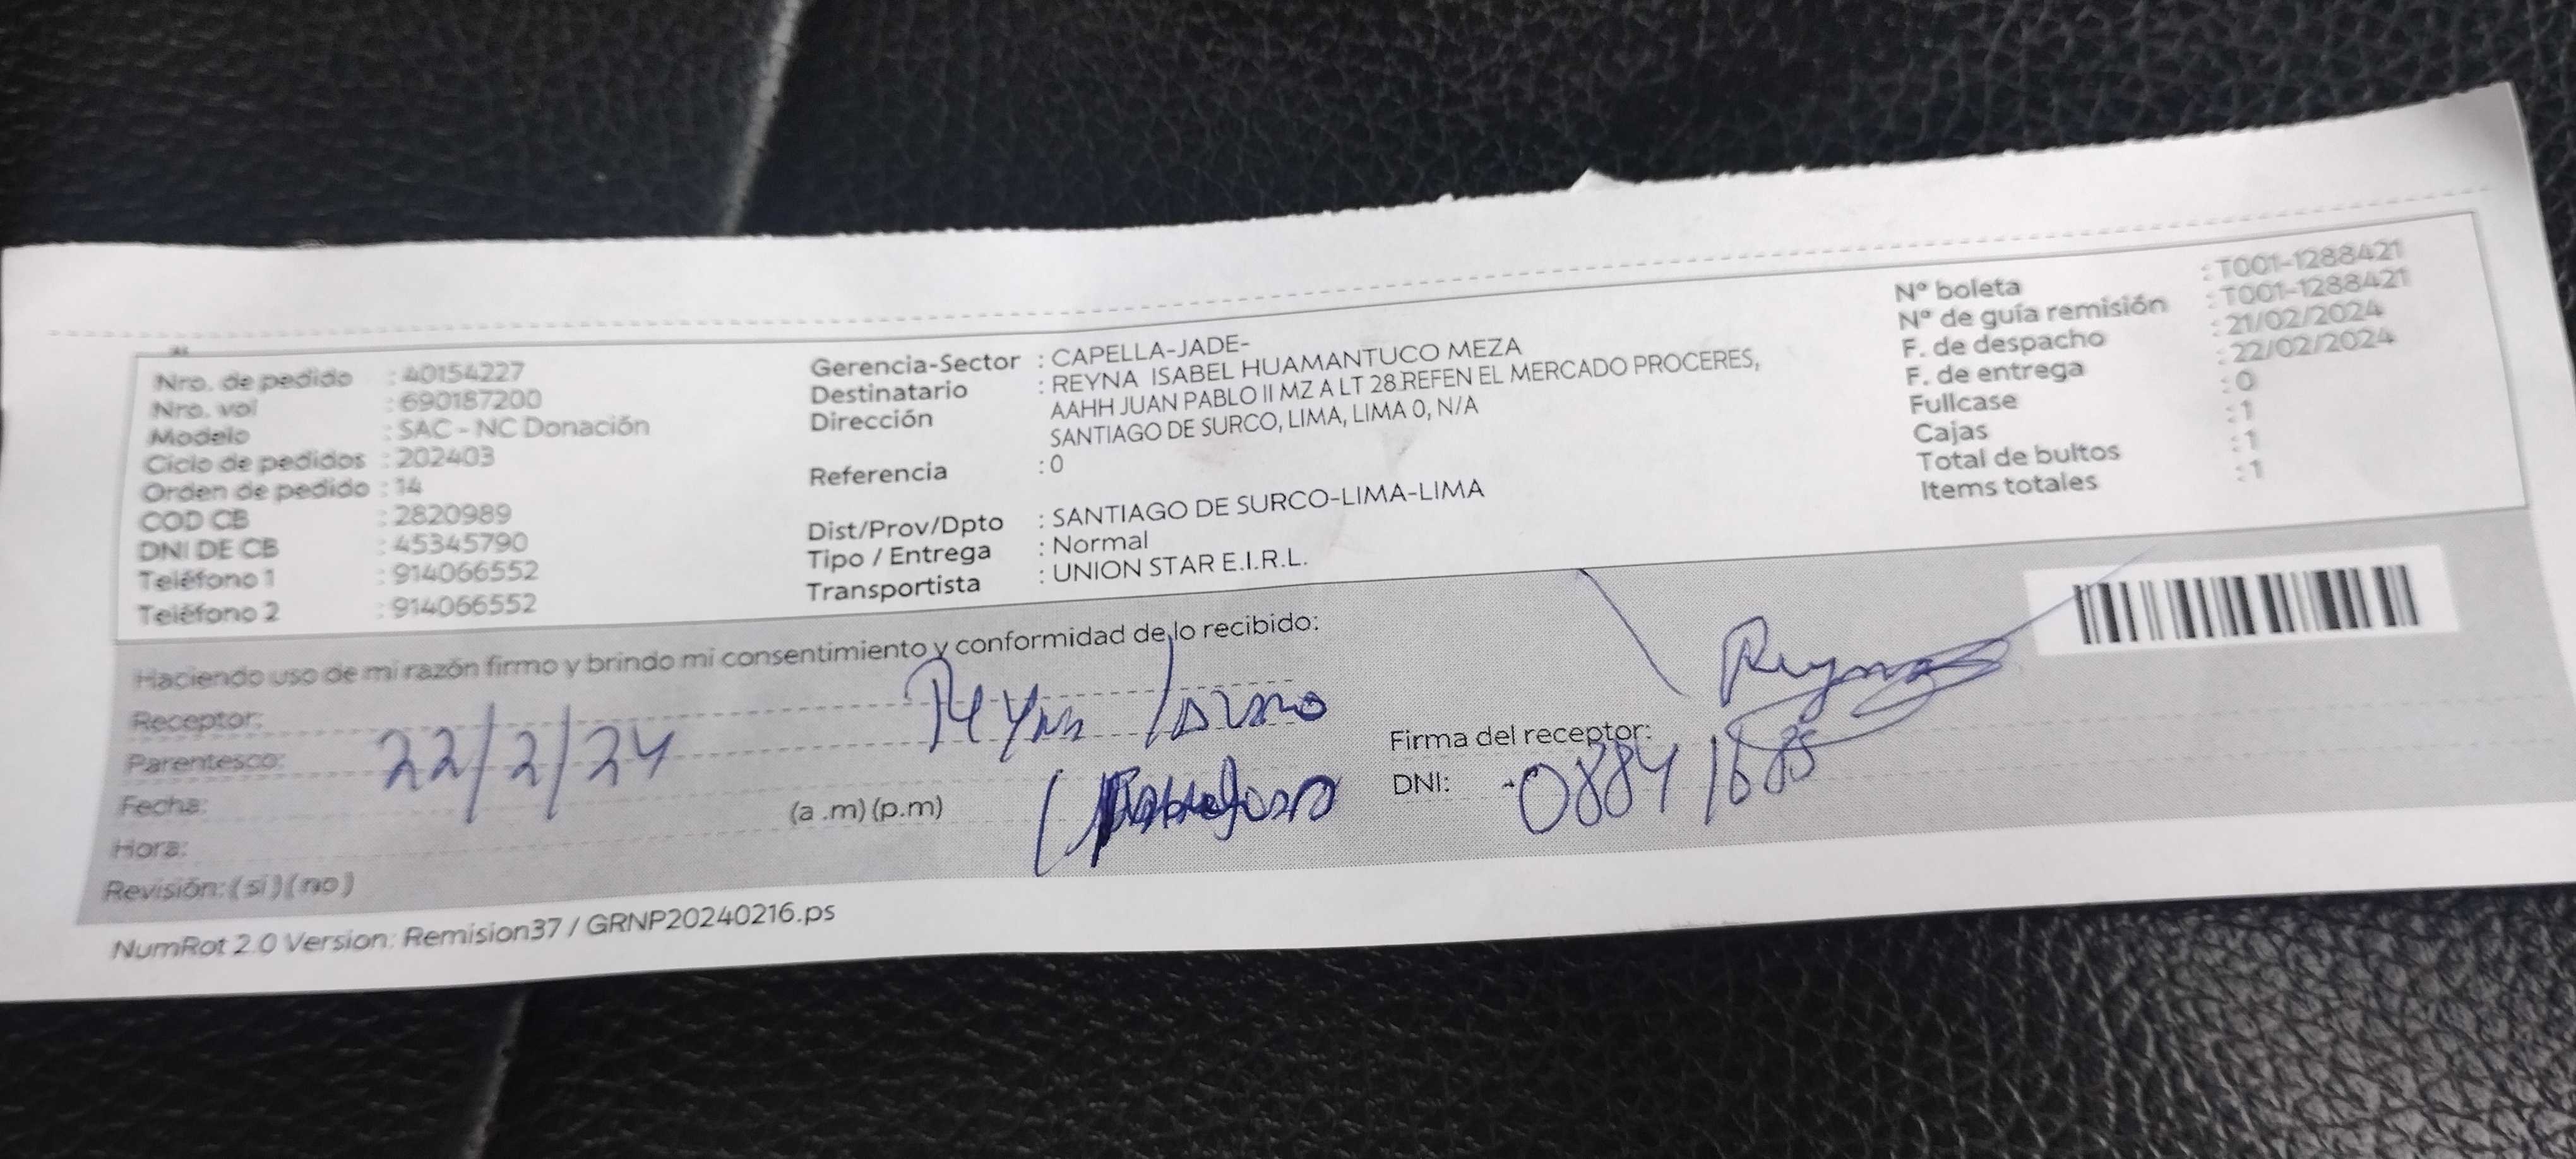 Nro. de pedido : 40154227
Nro. vol : 690187200
Modelo : SAC - NC Donación
Ciclo de pedidos : 202403
Orden de pedido : 14
COD CB : 2820989
DNI DE CB : 45345790
Teléfono 1 : 914066552
Teléfono 2 : 914066552
Gerencia-Sector : CAPELLA-JADE-
Destinatario : REYNA ISABEL HUAMANTUCO MEZA
Dirección AAHH JUAN PABLO II MZ A LT 28.REFEN EL MERCADO PROCERES,
SANTIAGO DE SURCO, LIMA, LIMA 0, N/A
Referencia : 0
Dist/Prov/Dpto : SANTIAGO DE SURCO-LIMA-LIMA
Tipo / Entrega : Normal
Transportista : UNION STAR E.I.R.L.
N° boleta : T001-1288421
N° de guía remisión : T001-1288421
F. de despacho : 21/02/2024
F. de entrega : 22/02/2024
Fullcase : 0
Cajas : 1
Total de bultos : 1
Items totales : 1
Haciendo uso de mi razón firmo y brindo mi consentimiento y conformidad de lo recibido:
Receptor: Reyna
Parentesco:
Fecha: 22/2/24
Hora: (a .m) (p.m)
Revisión: ( si ) ( no )
Firma del receptor: Reyna
DNI: 08841685
NumRot 2.0 Version: Remision37 / GRNP20240216.ps